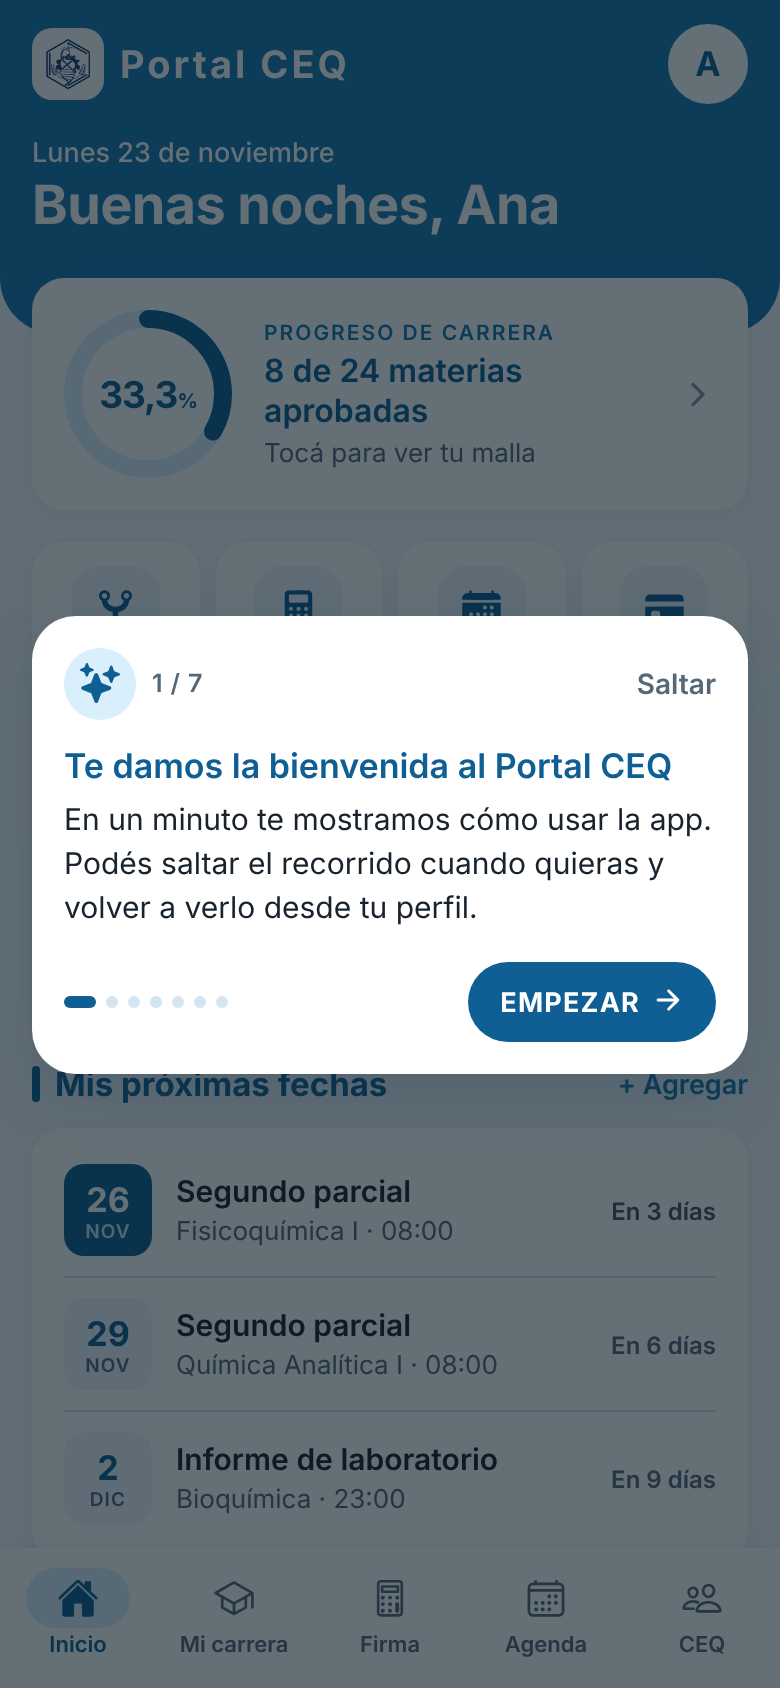 Portal CEQ
A
Lunes 23 de noviembre
Buenas noches, Ana
33,3%
PROGRESO DE CARRERA
8 de 24 materias
aprobadas
Tocá para ver tu malla
1 / 7
Saltar
Te damos la bienvenida al Portal CEQ
En un minuto te mostramos cómo usar la app.
Podés saltar el recorrido cuando quieras y
volver a verlo desde tu perfil.
EMPEZAR
Mis próximas fechas
+ Agregar
26
NOV
Segundo parcial
Fisicoquímica I · 08:00
En 3 días
29
NOV
Segundo parcial
Química Analítica I · 08:00
En 6 días
2
DIC
Informe de laboratorio
Bioquímica · 23:00
En 9 días
Inicio
Mi carrera
Firma
Agenda
CEQ